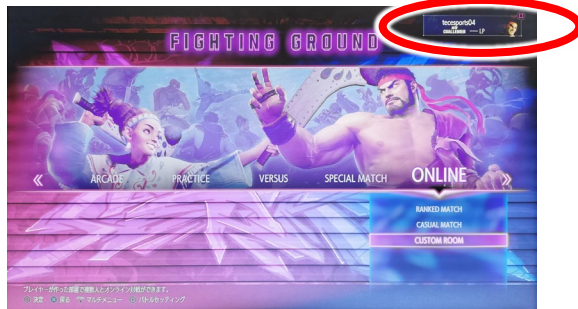 FIGHTING GROUND
tecesports04
CHALLENGER ---- LP
ARCADE
PRACTICE
VERSUS
SPECIAL MATCH
ONLINE
RANKED MATCH
CASUAL MATCH
CUSTOM ROOM
プレイヤーが作った部屋で複数人とオンライン対戦ができます。
決定 戻る マルチメニュー バトルセッティング